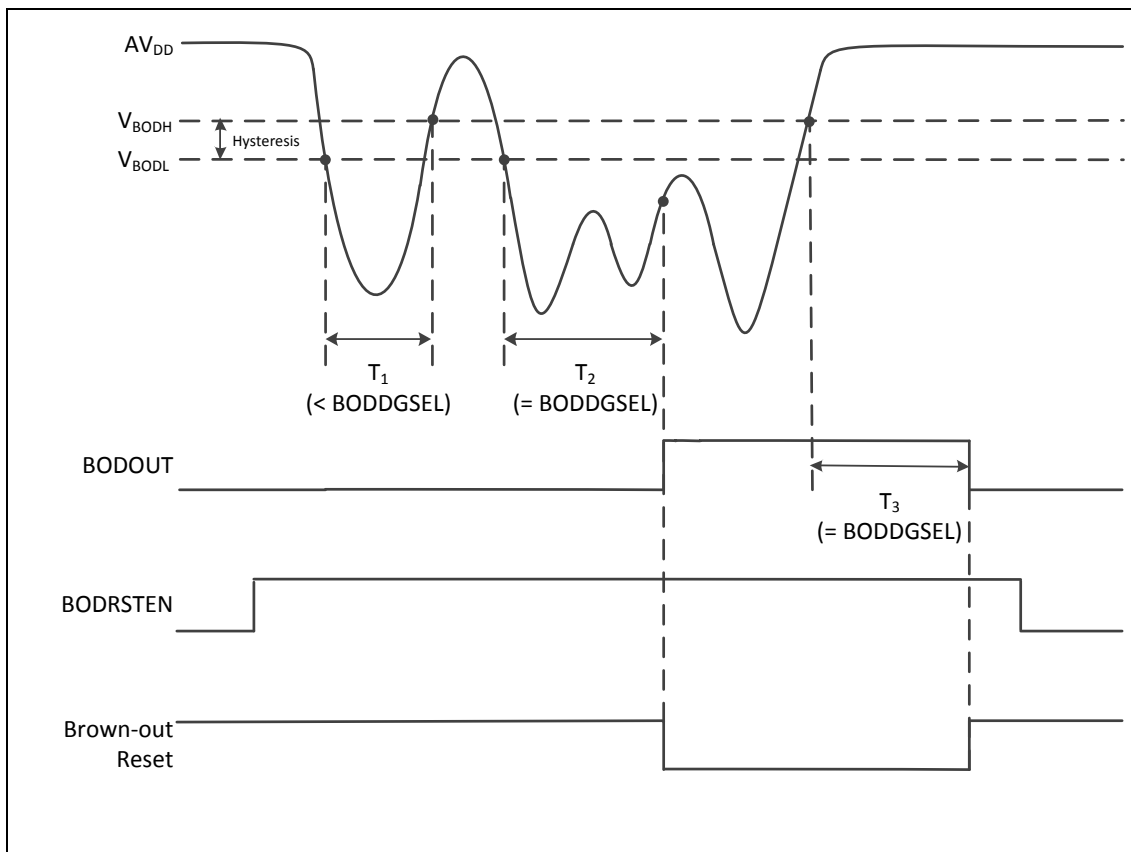 AVDD
VBODH
Hysteresis
VBODL
T1
(< BODDGSEL)
T2
(= BODDGSEL)
BODOUT
T3
(= BODDGSEL)
BODRSTEN
Brown-out
Reset